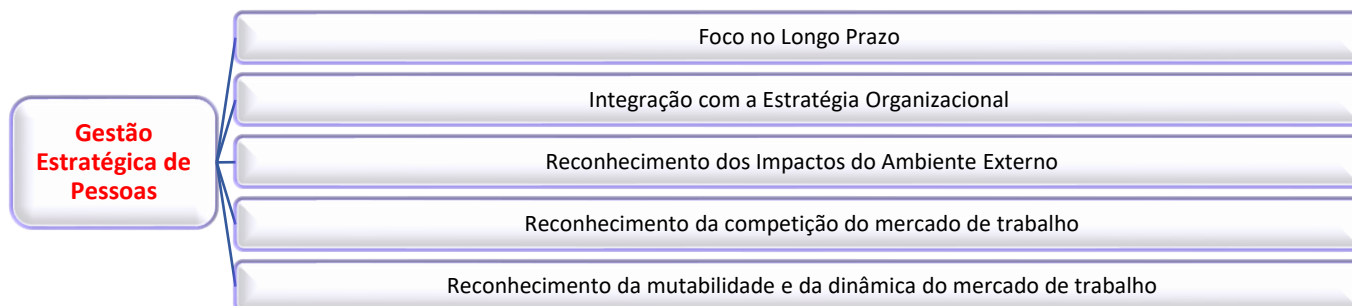 Gestão
Estratégica de
Pessoas
Foco no Longo Prazo
Integração com a Estratégia Organizacional
Reconhecimento dos Impactos do Ambiente Externo
Reconhecimento da competição do mercado de trabalho
Reconhecimento da mutabilidade e da dinâmica do mercado de trabalho